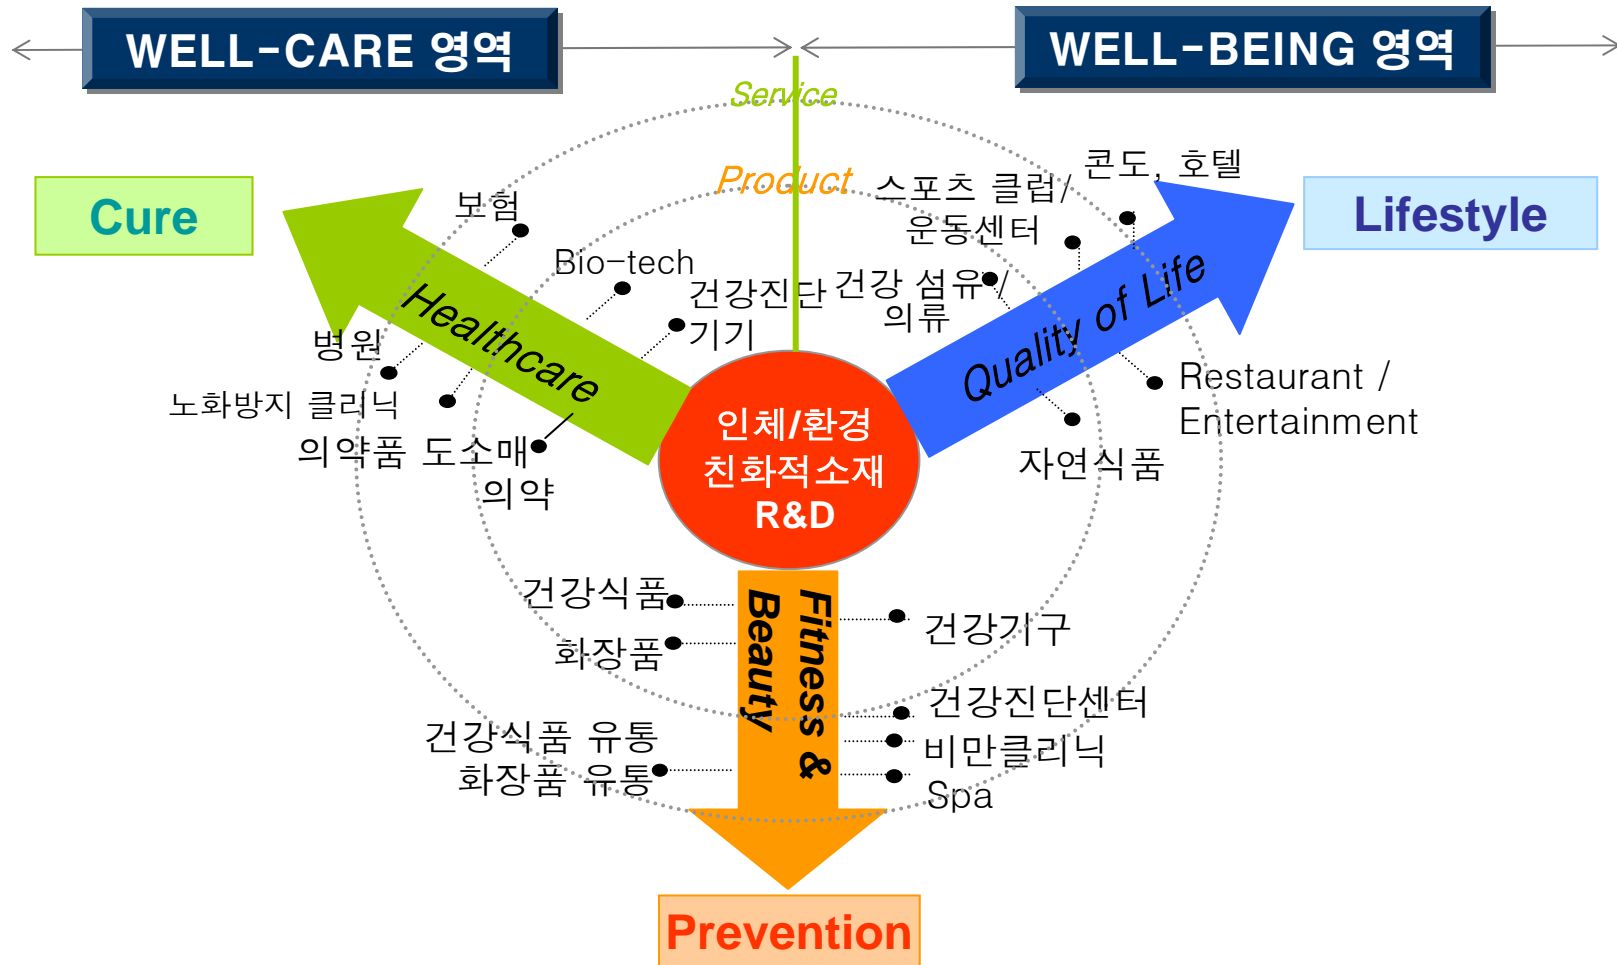 WELL-CARE 영역
WELL-BEING 영역
Service
Product
Cure
Lifestyle
보험
Bio-tech
건강진단
기기
Healthcare
병원
노화방지 클리닉
의약품 도소매
의약
콘도, 호텔
스포츠 클럽/
운동센터
건강 섬유 /
의류
Quality of Life
Restaurant /
Entertainment
자연식품
인체/환경
친화적소재
R&D
건강식품
화장품
건강식품 유통
화장품 유통
Fitness &
Beauty
건강기구
건강진단센터
비만클리닉
Spa
Prevention